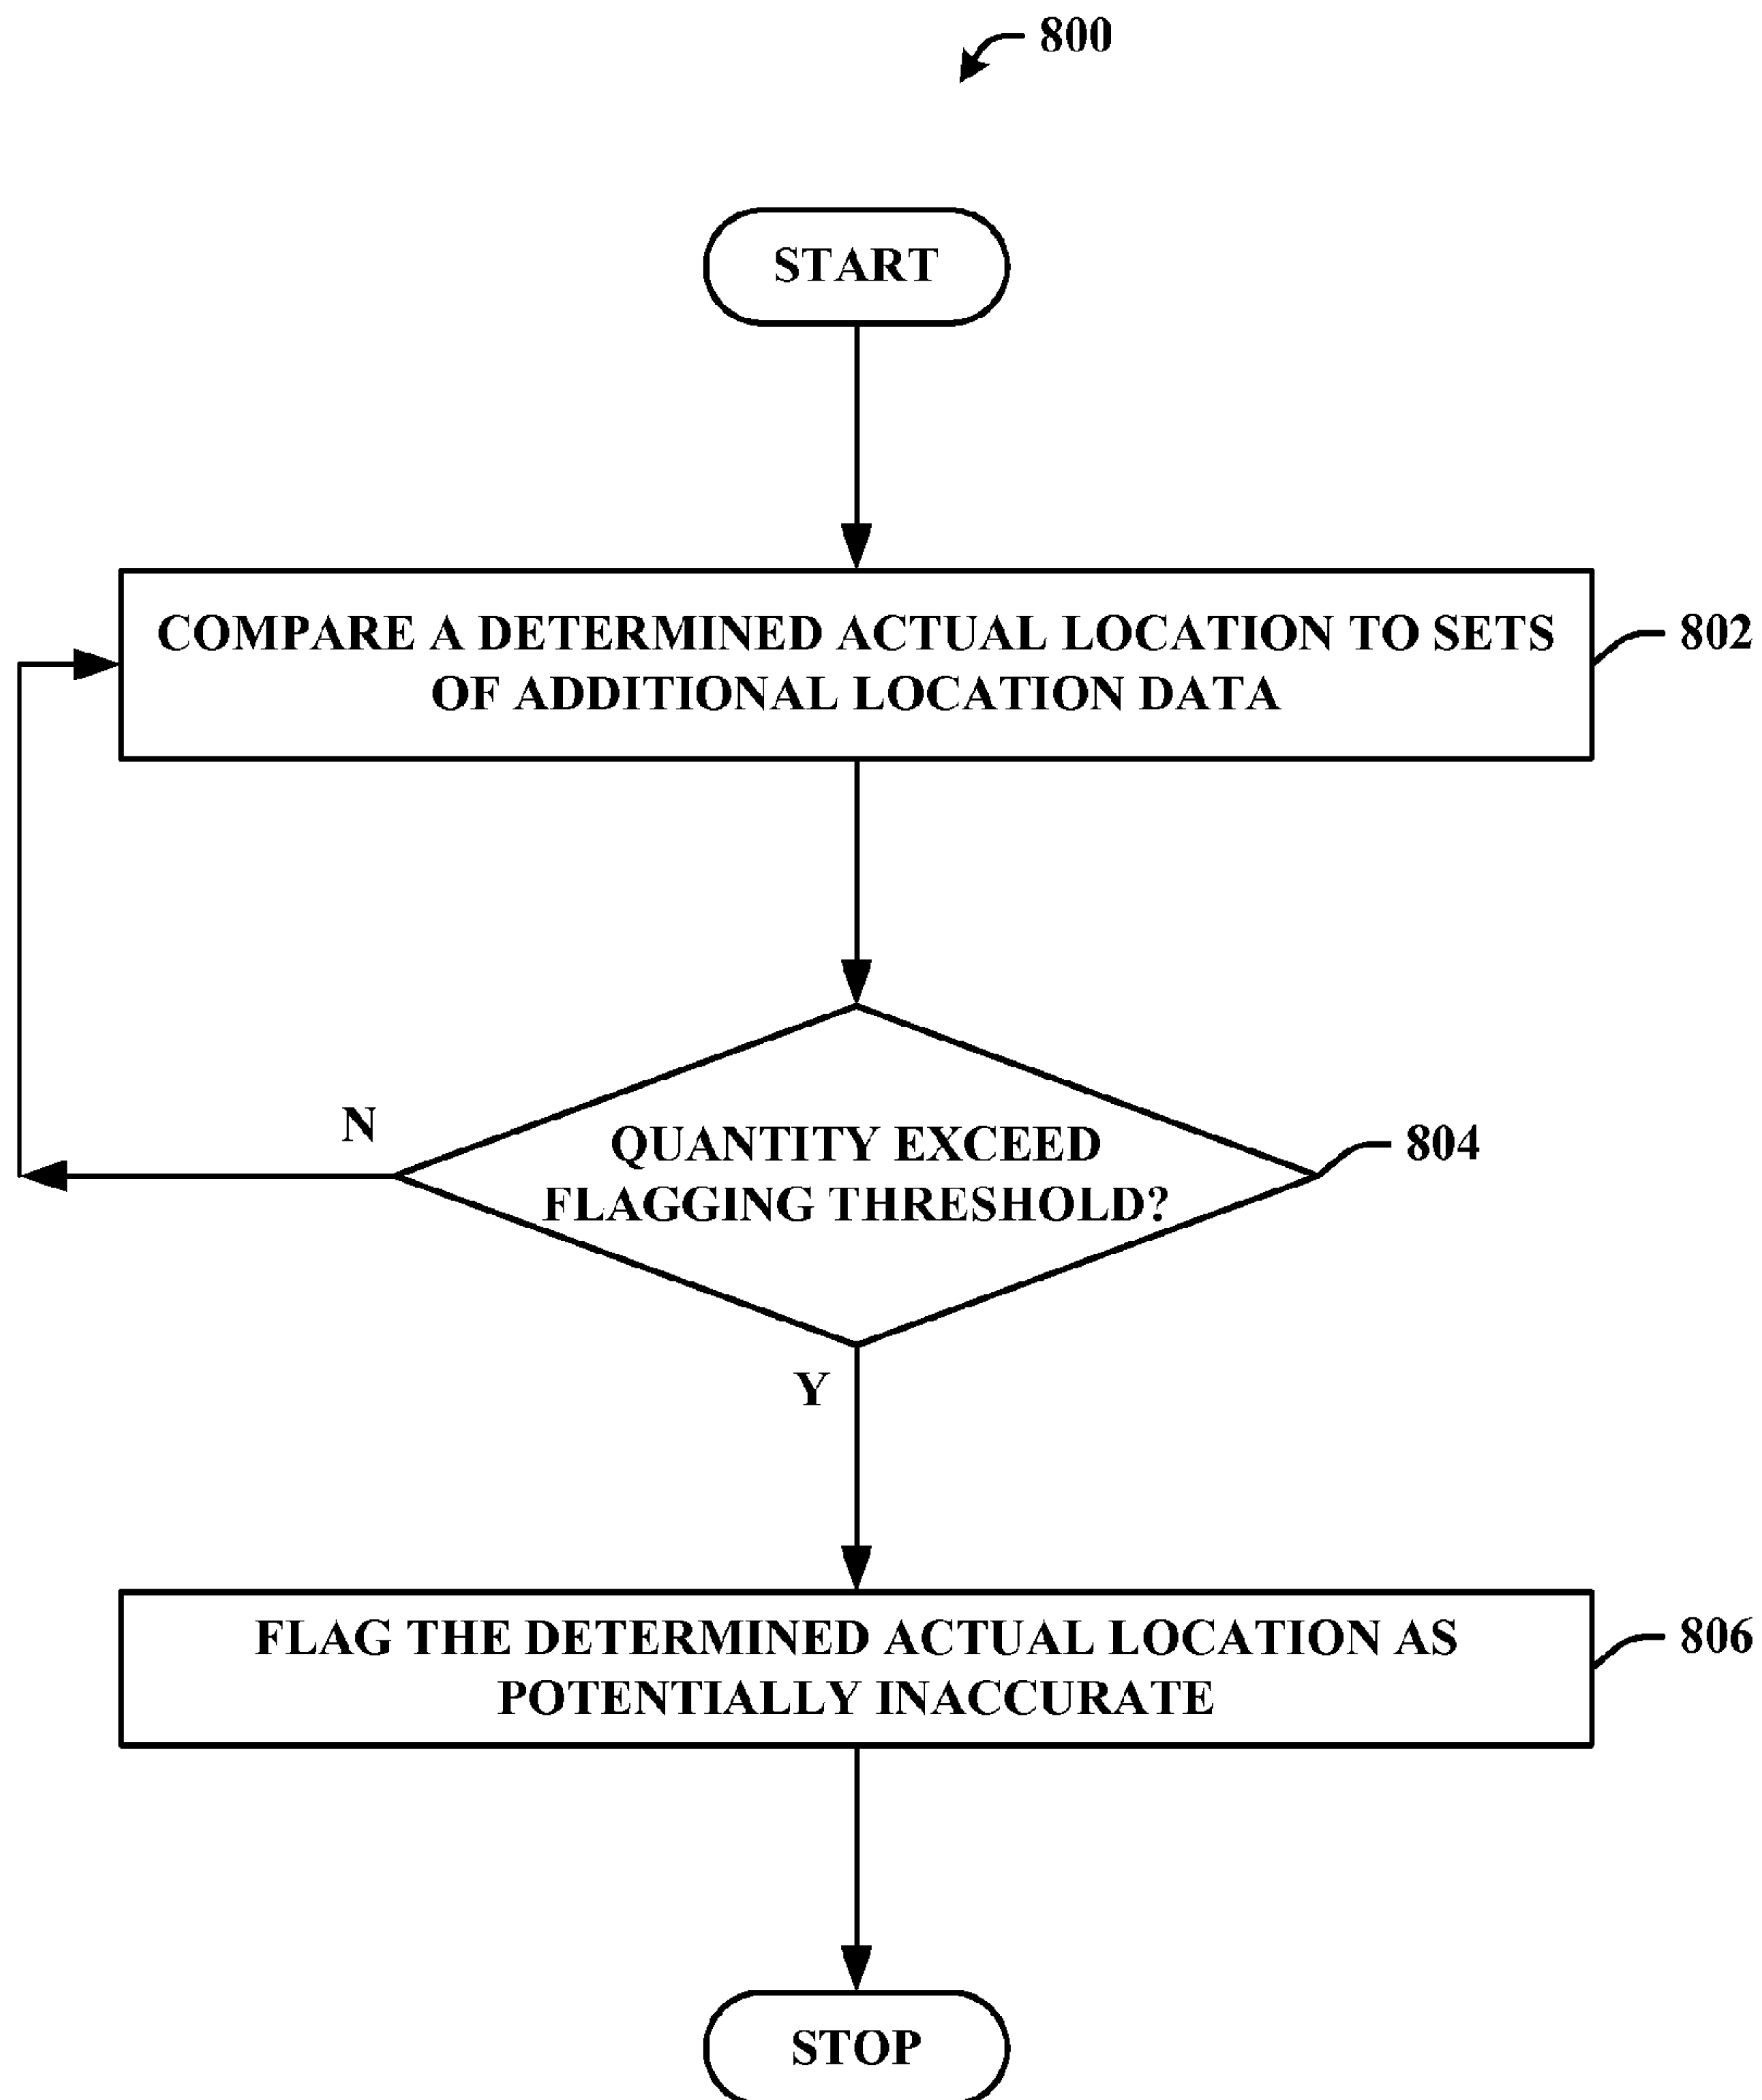 800
START
COMPARE A DETERMINED ACTUAL LOCATION TO SETS
OF ADDITIONAL LOCATION DATA
802
N
QUANTITY EXCEED
FLAGGING THRESHOLD?
804
Y
FLAG THE DETERMINED ACTUAL LOCATION AS
POTENTIALLY INACCURATE
806
STOP